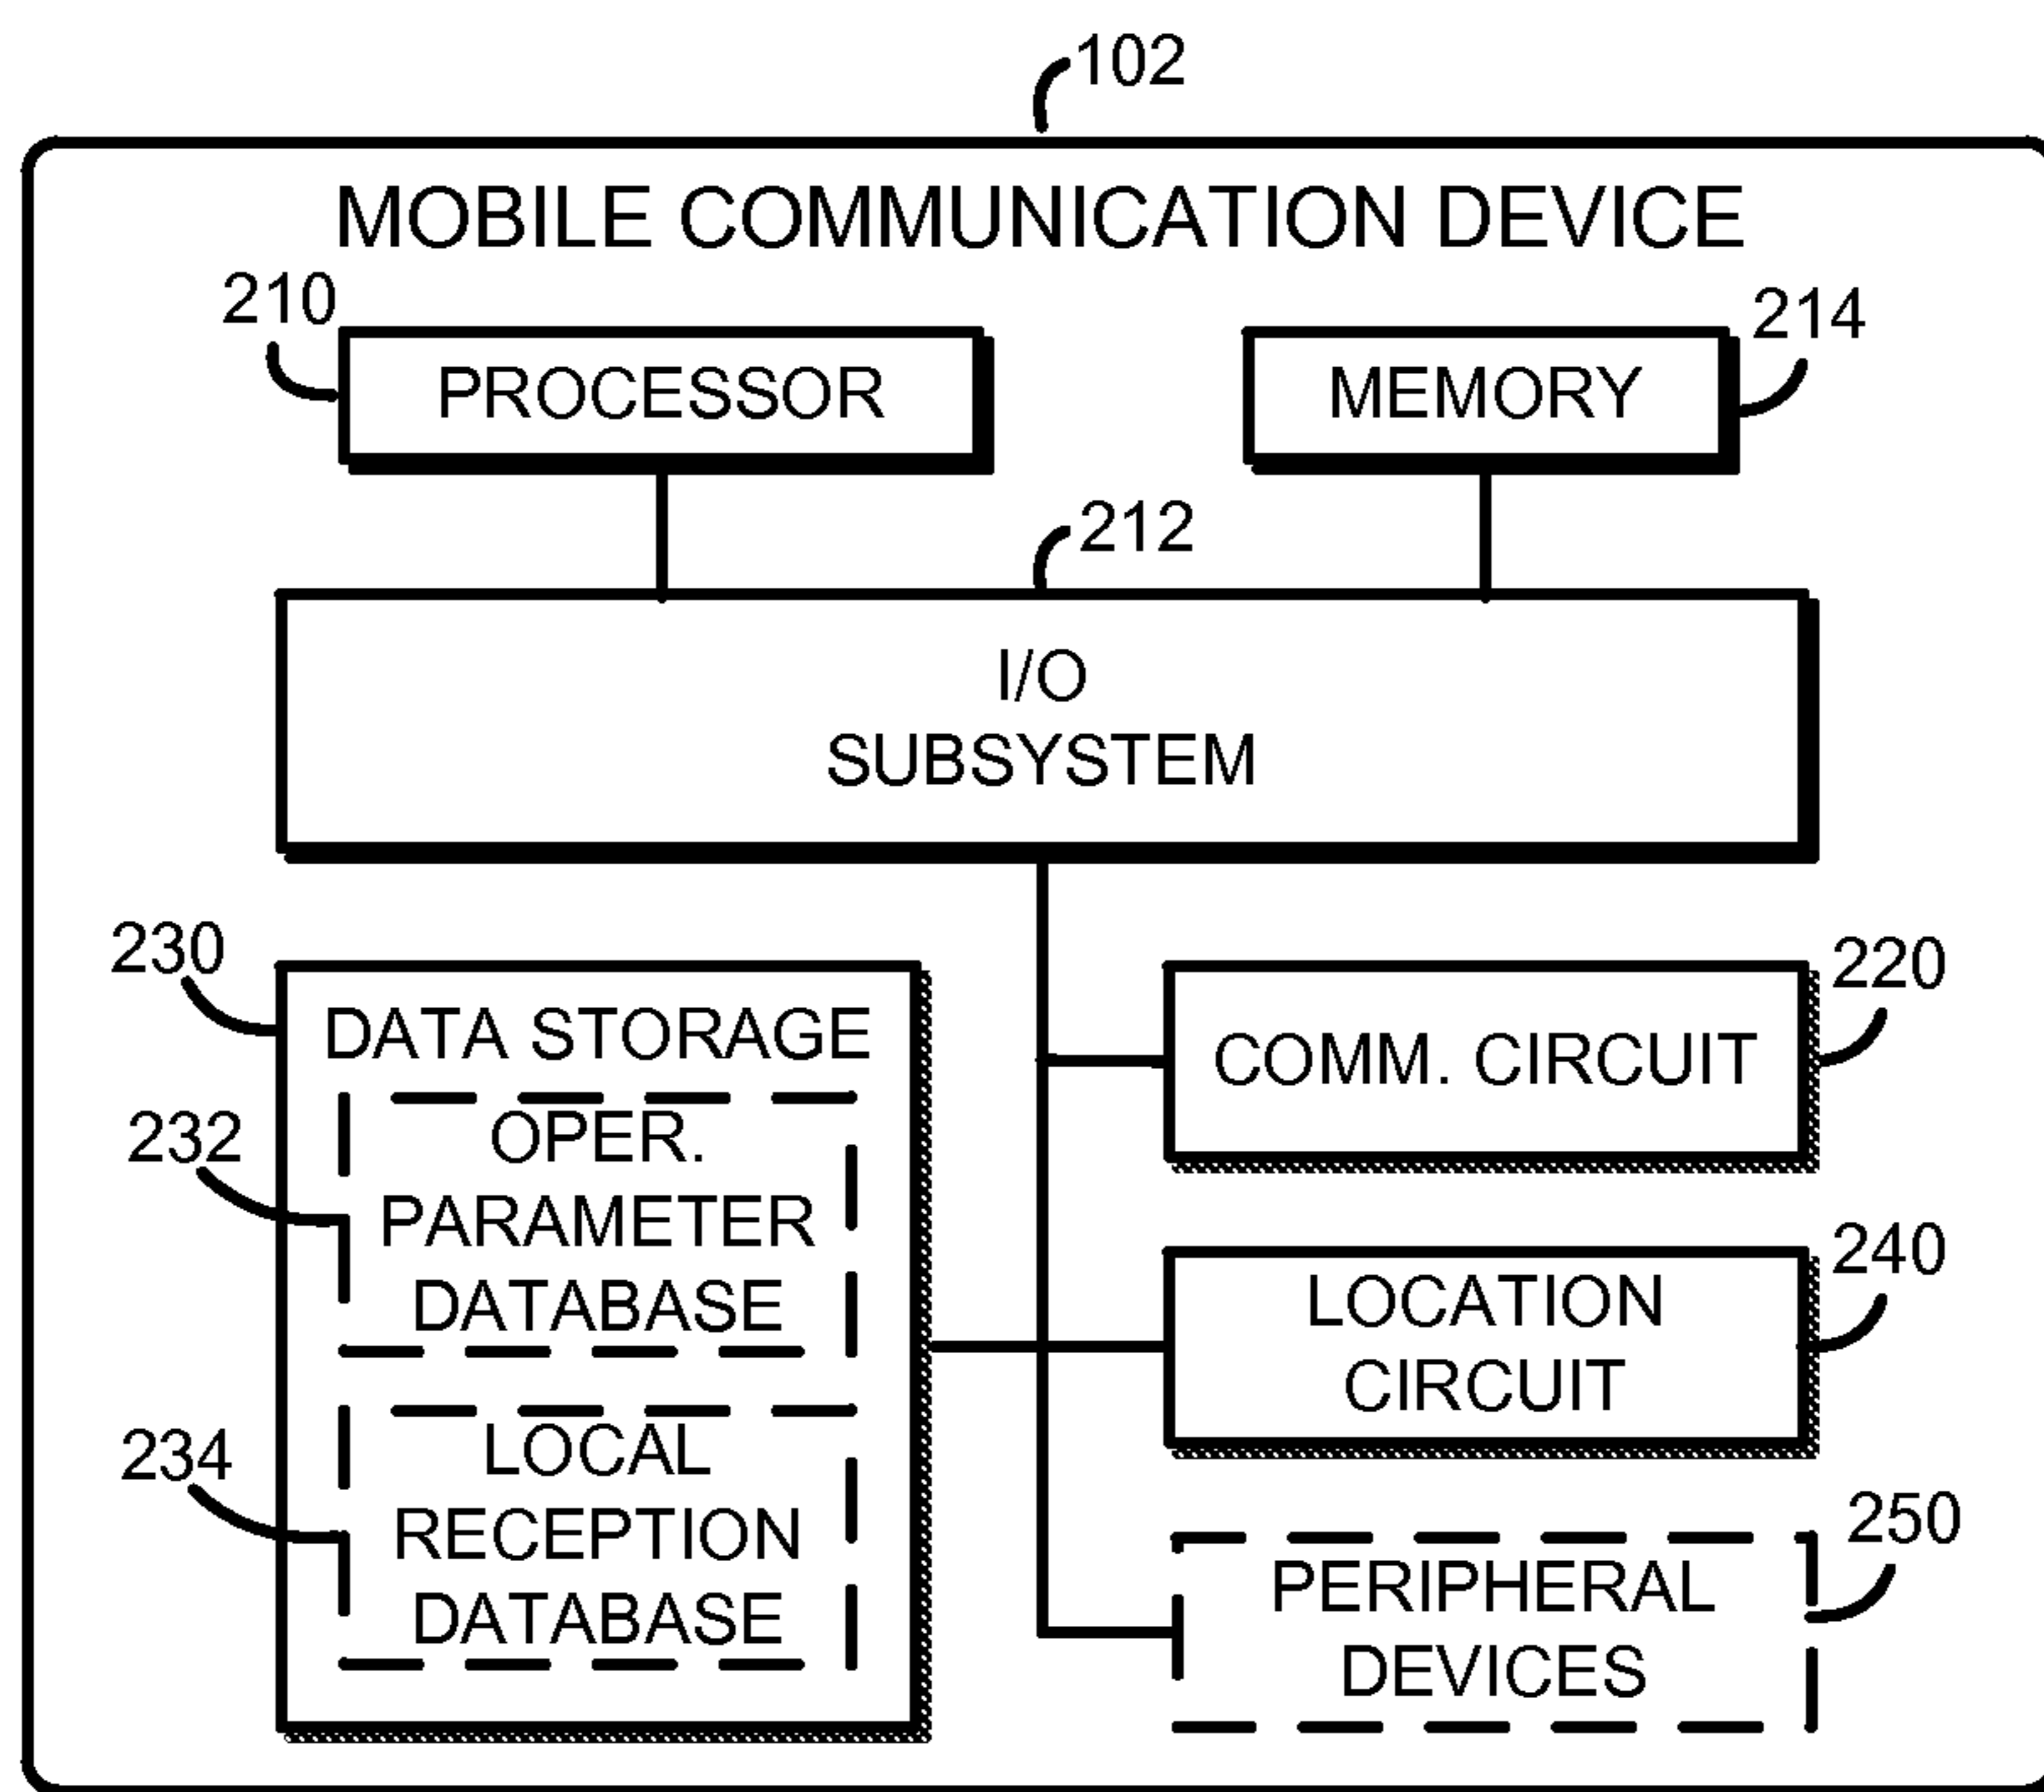 102
MOBILE COMMUNICATION DEVICE
210
PROCESSOR
214
MEMORY
212
I/O
SUBSYSTEM
230
DATA STORAGE
232
OPER.
PARAMETER
DATABASE
234
LOCAL
RECEPTION
DATABASE
220
COMM. CIRCUIT
240
LOCATION
CIRCUIT
250
PERIPHERAL
DEVICES